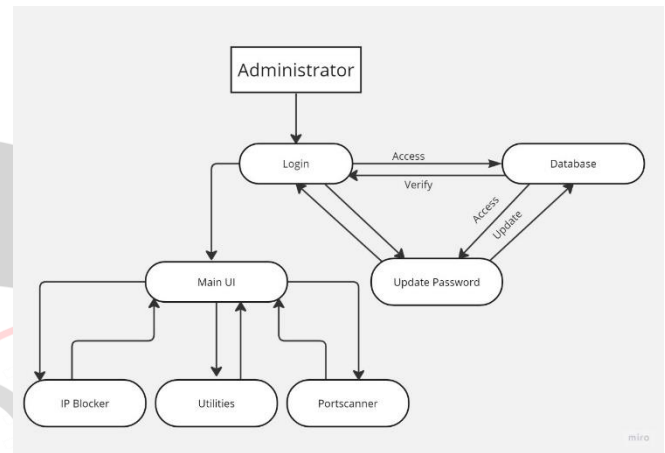 Administrator
Login
Access
Database
Verify
Access
Update
Main UI
Update Password
IP Blocker
Utilities
Portscanner
miro